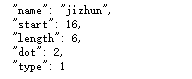 "name": "jizhun",
"start": 16,
"length": 6,
"dot": 2,
"type": 1